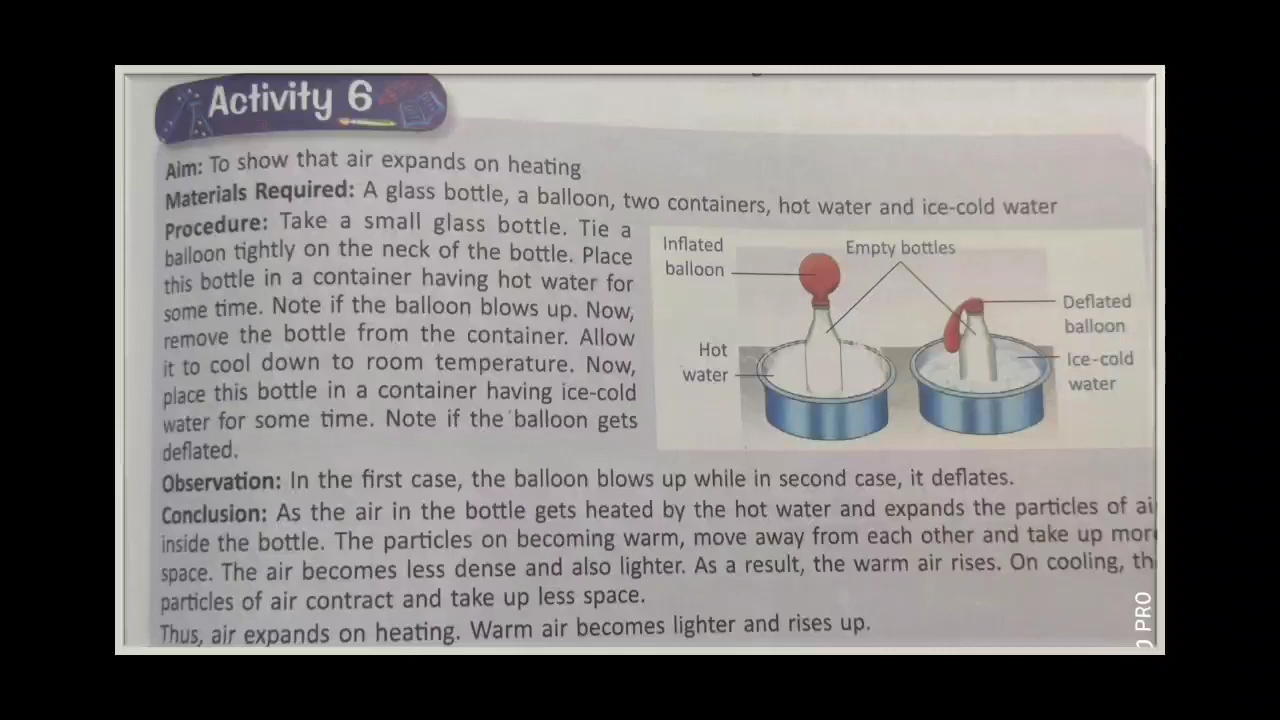 Activity 6
Aim: To show that air expands on heating
Materials Required: A glass bottle, a balloon, two containers, hot water and ice-cold water
Procedure: Take a small glass bottle. Tie a
balloon tightly on the neck of the bottle. Place
this bottle in a container having hot water for
some time. Note if the balloon blows up. Now,
remove the bottle from the container. Allow
it to cool down to room temperature. Now,
place this bottle in a container having ice-cold
water for some time. Note if the balloon gets
deflated.
Inflated
balloon
Empty bottles
Deflated
balloon
Hot
water
Ice-cold
water
Observation: In the first case, the balloon blows up while in second case, it deflates.
Conclusion: As the air in the bottle gets heated by the hot water and expands the particles of ai
inside the bottle. The particles on becoming warm, move away from each other and take up mor
space. The air becomes less dense and also lighter. As a result, the warm air rises. On cooling, th
particles of air contract and take up less space.
Thus, air expands on heating. Warm air becomes lighter and rises up.
PRO